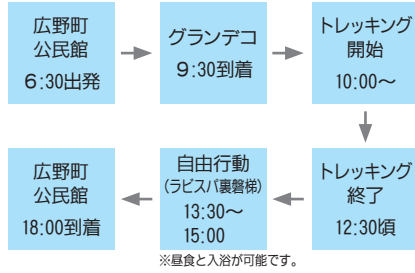 広野町
公民館
6:30出発
グランデコ
9:30到着
トレッキング
開始
10:00〜
トレッキング
終了
12:30頃
自由行動
(ラビスパ裏磐梯)
13:30〜
15:00
※昼食と入浴が可能です。
広野町
公民館
18:00到着